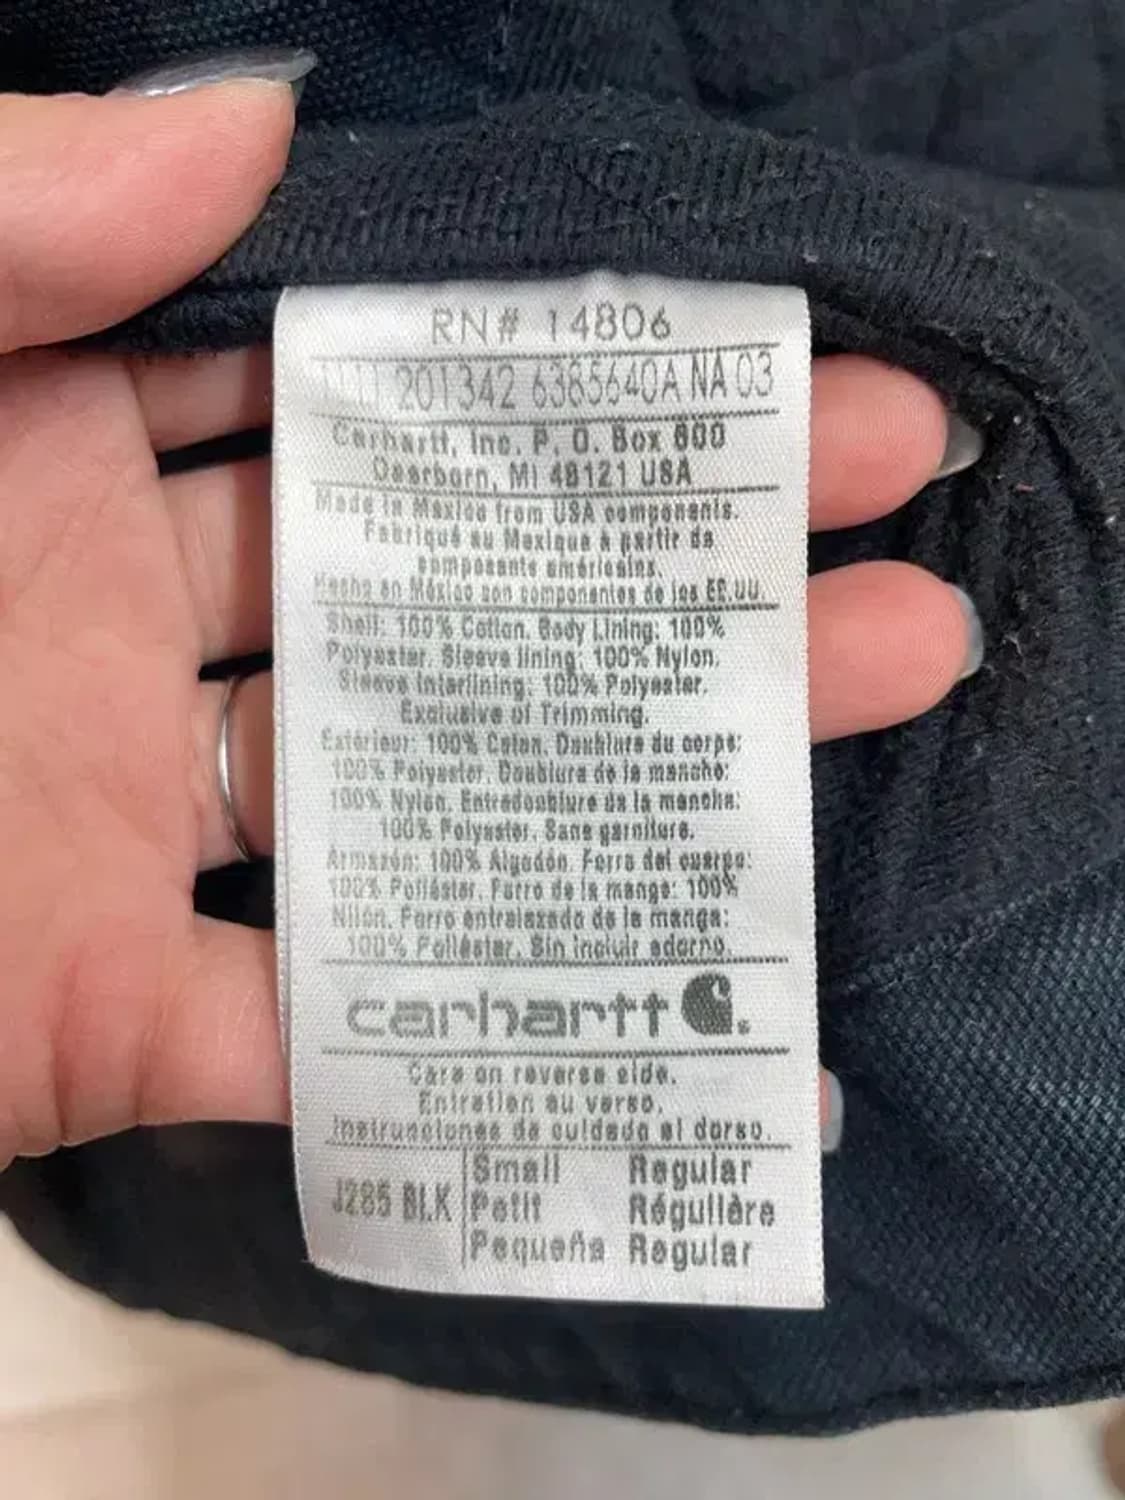 RN# 14806
201342 6385640A NA 03
Carhartt, Inc. P. O. Box 600
Dearborn, MI 48121 USA
Made in Mexico from USA components.
Fabriqué au Mexique à partir de
composants américains.
Hecho en México con componentes de los EE.UU.
Shell: 100% Cotton. Body Lining: 100%
Polyester. Sleeve lining: 100% Nylon.
Sleeve Interlining: 100% Polyester.
Exclusive of Trimming.
Extérieur: 100% Coton. Doublure du corps:
100% Polyester. Doublure de la manche:
100% Nylon. Entredoublure de la manche:
100% Polyester. Sans garniture.
Armazón: 100% Algodón. Forro del cuerpo:
100% Poliéster. Forro de la manga: 100%
Nilón. Forro entrelazado de la manga:
100% Poliéster. Sin incluir adorno.
carhartt
Care on reverse side.
Entretien au verso.
Instrucciones de cuidado al dorso.
J285 BLK Small Regular
Petit Régulière
Pequeña Regular